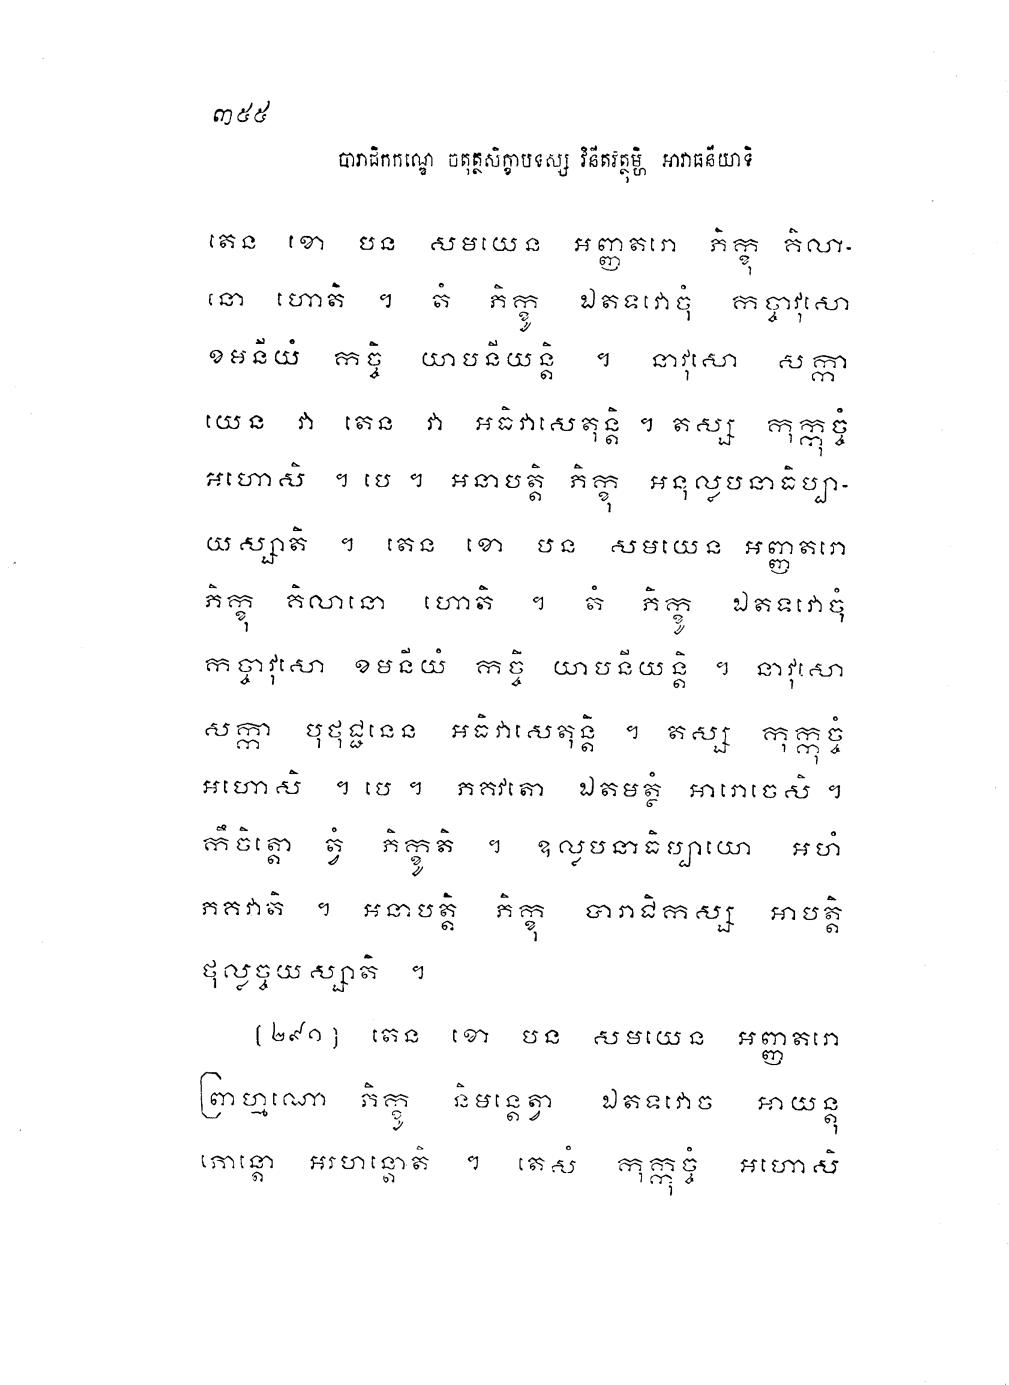 ៣៥៥
បារាជិកកណ្ឌេ ចតុត្ថសិក្ខាបទស្ស វិនីតវត្ថុម្ហិ អាវាធនីយាទិ
តេន ខោ បន សមយេន អញ្ញតរោ ភិក្ខុ គិលា-
នោ ហោតិ ។ តំ ភិក្ខូ ឯតទវោចុំ កច្ចាវុសោ
ខមនីយំ កច្ចិ យាបនីយន្តិ ។ នាវុសោ សក្កា
យេន វា តេន វា អធិវាសេតុន្តិ ។ តស្ស កុក្កុច្ចំ
អហោសិ ។ បេ ។ អនាបត្តិ ភិក្ខុ អនុល្លបនាធិប្បា-
យស្សាតិ ។ តេន ខោ បន សមយេន អញ្ញតរោ
ភិក្ខុ គិលានោ ហោតិ ។ តំ ភិក្ខូ ឯតទវោចុំ
កច្ចាវុសោ ខមនីយំ កច្ចិ យាបនីយន្តិ ។ នាវុសោ
សក្កា បុថុជ្ជនេន អធិវាសេតុន្តិ ។ តស្ស កុក្កុច្ចំ
អហោសិ ។ បេ ។ ភគវតោ ឯតមត្ថំ អារោចេសិ ។
កឹចិត្តោ ត្វំ ភិក្ខូតិ ។ ឧល្លបនាធិប្បាយោ អហំ
ភគវាតិ ។ អនាបត្តិ ភិក្ខុ បារាជិកស្ស អាបត្តិ
ថុល្លច្ចយស្សាតិ ។
(២៩១) តេន ខោ បន សមយេន អញ្ញតរោ
ព្រាហ្មណោ ភិក្ខូ និមន្តេត្វា ឯតទវោច អាយន្តុ
ភោន្តោ អរហន្តោតិ ។ តេសំ កុក្កុច្ចំ អហោសិ